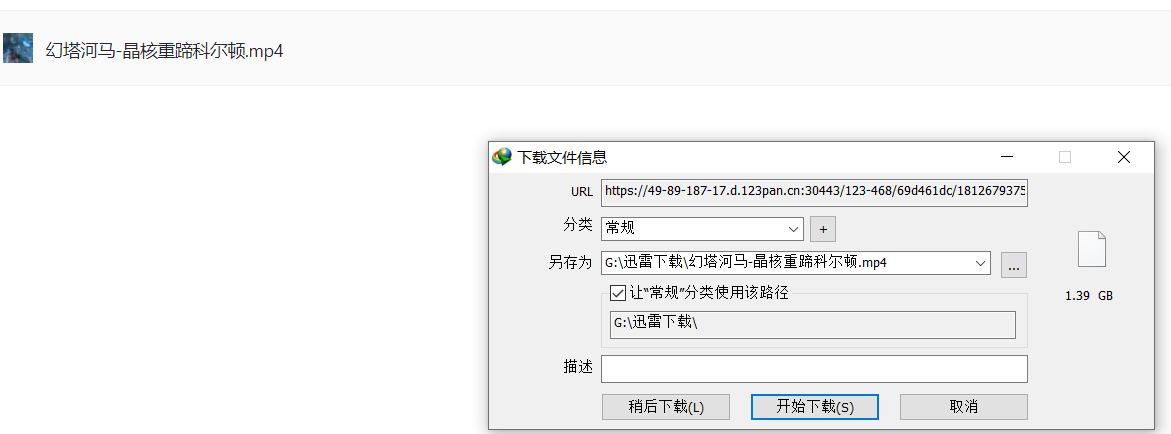 幻塔河马-晶核重蹄科尔顿.mp4
下载文件信息
URL https://49-89-187-17.d.123pan.cn:30443/123-468/69d461dc/1812679375
分类 常规 +
另存为 G:\迅雷下载\幻塔河马-晶核重蹄科尔顿.mp4 ...
让“常规”分类使用该路径
1.39 GB
G:\迅雷下载\
描述
稍后下载(L) 开始下载(S) 取消